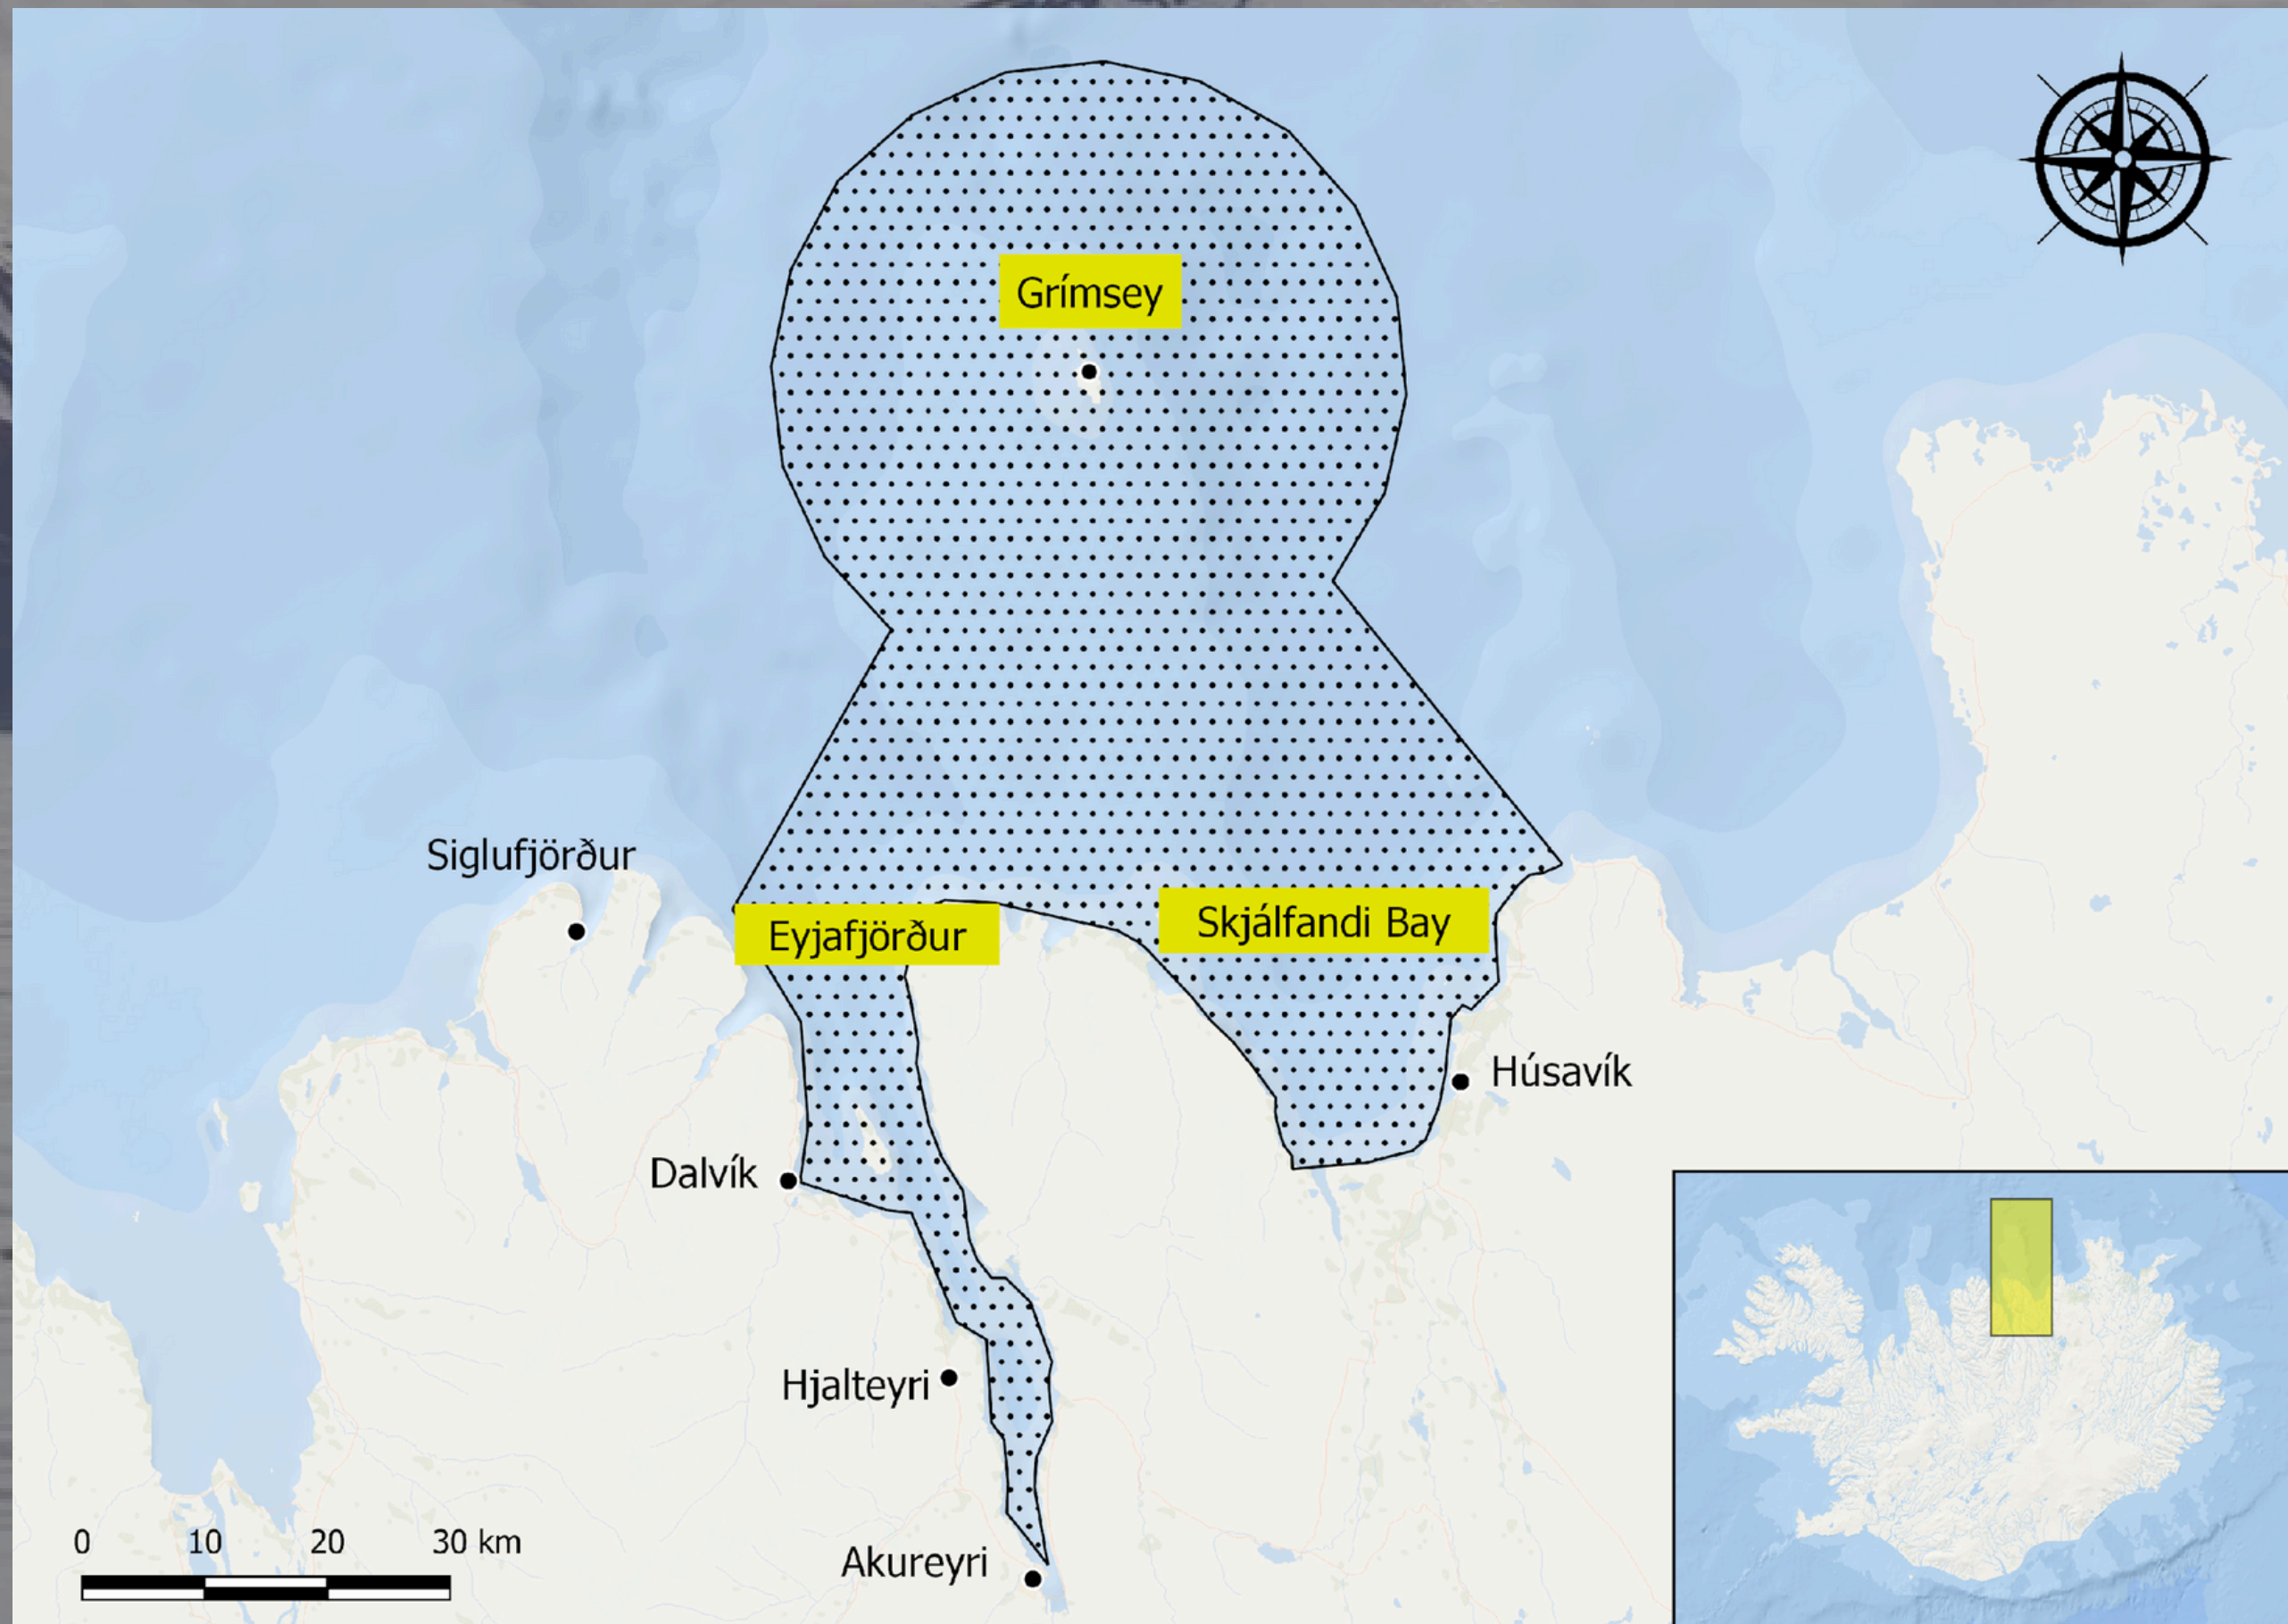 Grímsey
Siglufjörður
Eyjafjörður
Skjálfandi Bay
Húsavík
Dalvík
Hjalteyri
Akureyri
0 10 20 30 km